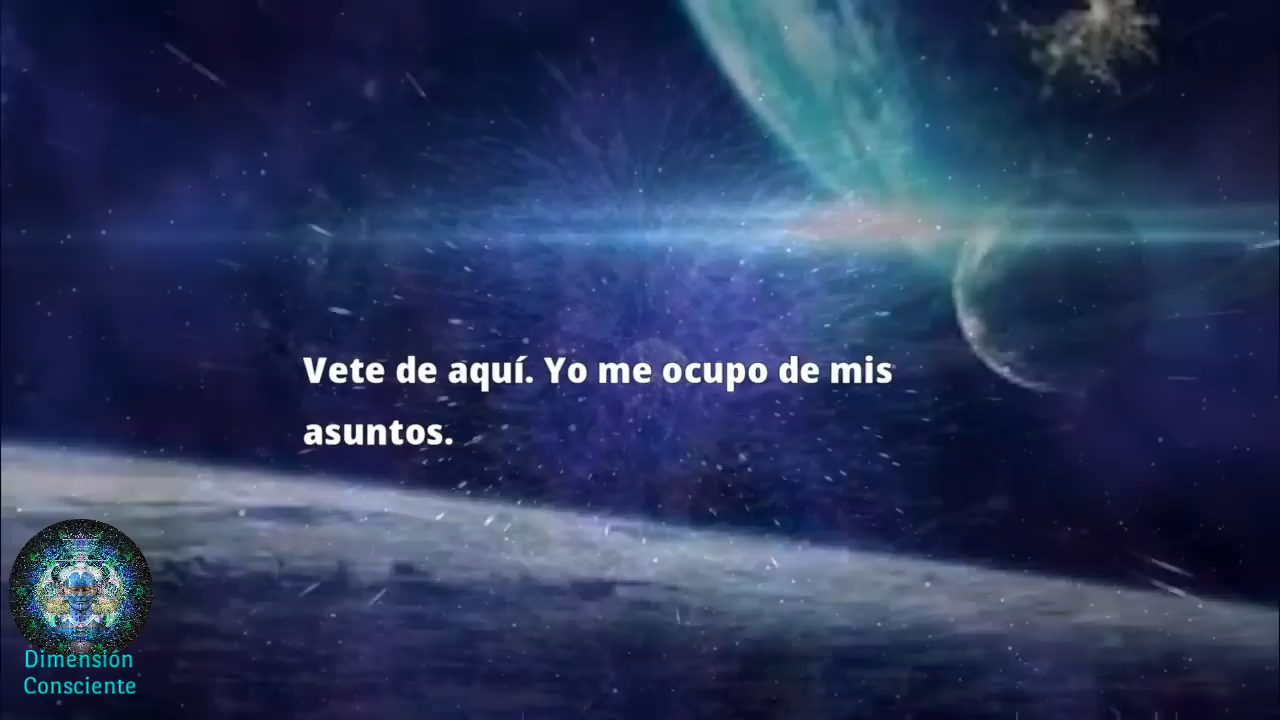 Vete de aquí. Yo me ocupo de mis
asuntos.
Dimensión
Consciente